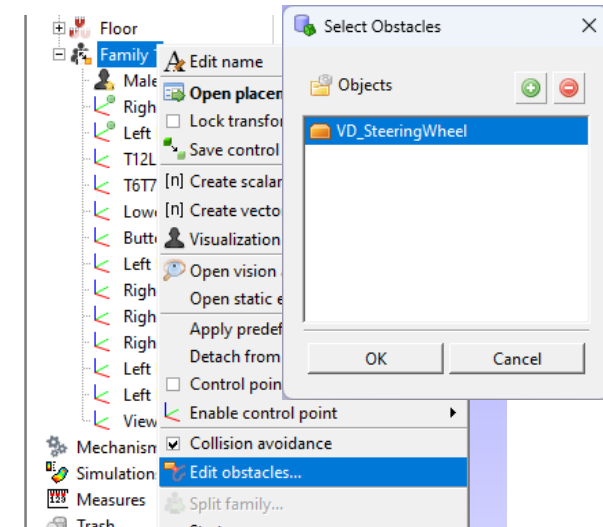 Floor
Family
Male
Righ
Left
T12L
T6T7
Lowe
Butt
Left
Righ
Righ
Righ
Left
Left
View
Mechanism
Simulation
Measures
Trash
Edit name
Open placem
Lock transfo
Save control
[n] Create scalar
[n] Create vecto
Visualization
Open vision
Open static e
Apply predef
Detach from
Control poin
Enable control point
Collision avoidance
Edit obstacles...
Split family...
Select Obstacles
Objects
VD_SteeringWheel
OK
Cancel